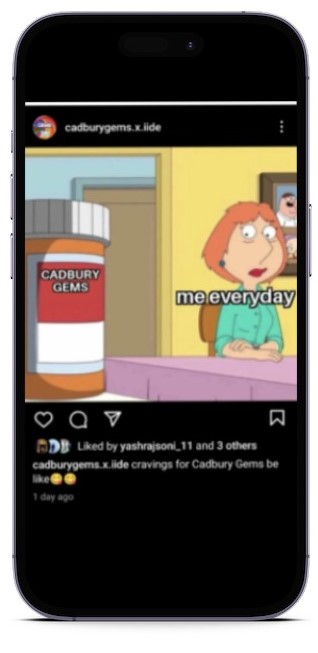 cadburygems.x.iide
CADBURY
GEMS
me everyday
Liked by yashrajsoni_11 and 3 others
cadburygems.x.iide cravings for Cadbury Gems be
like😋😋
1 day ago